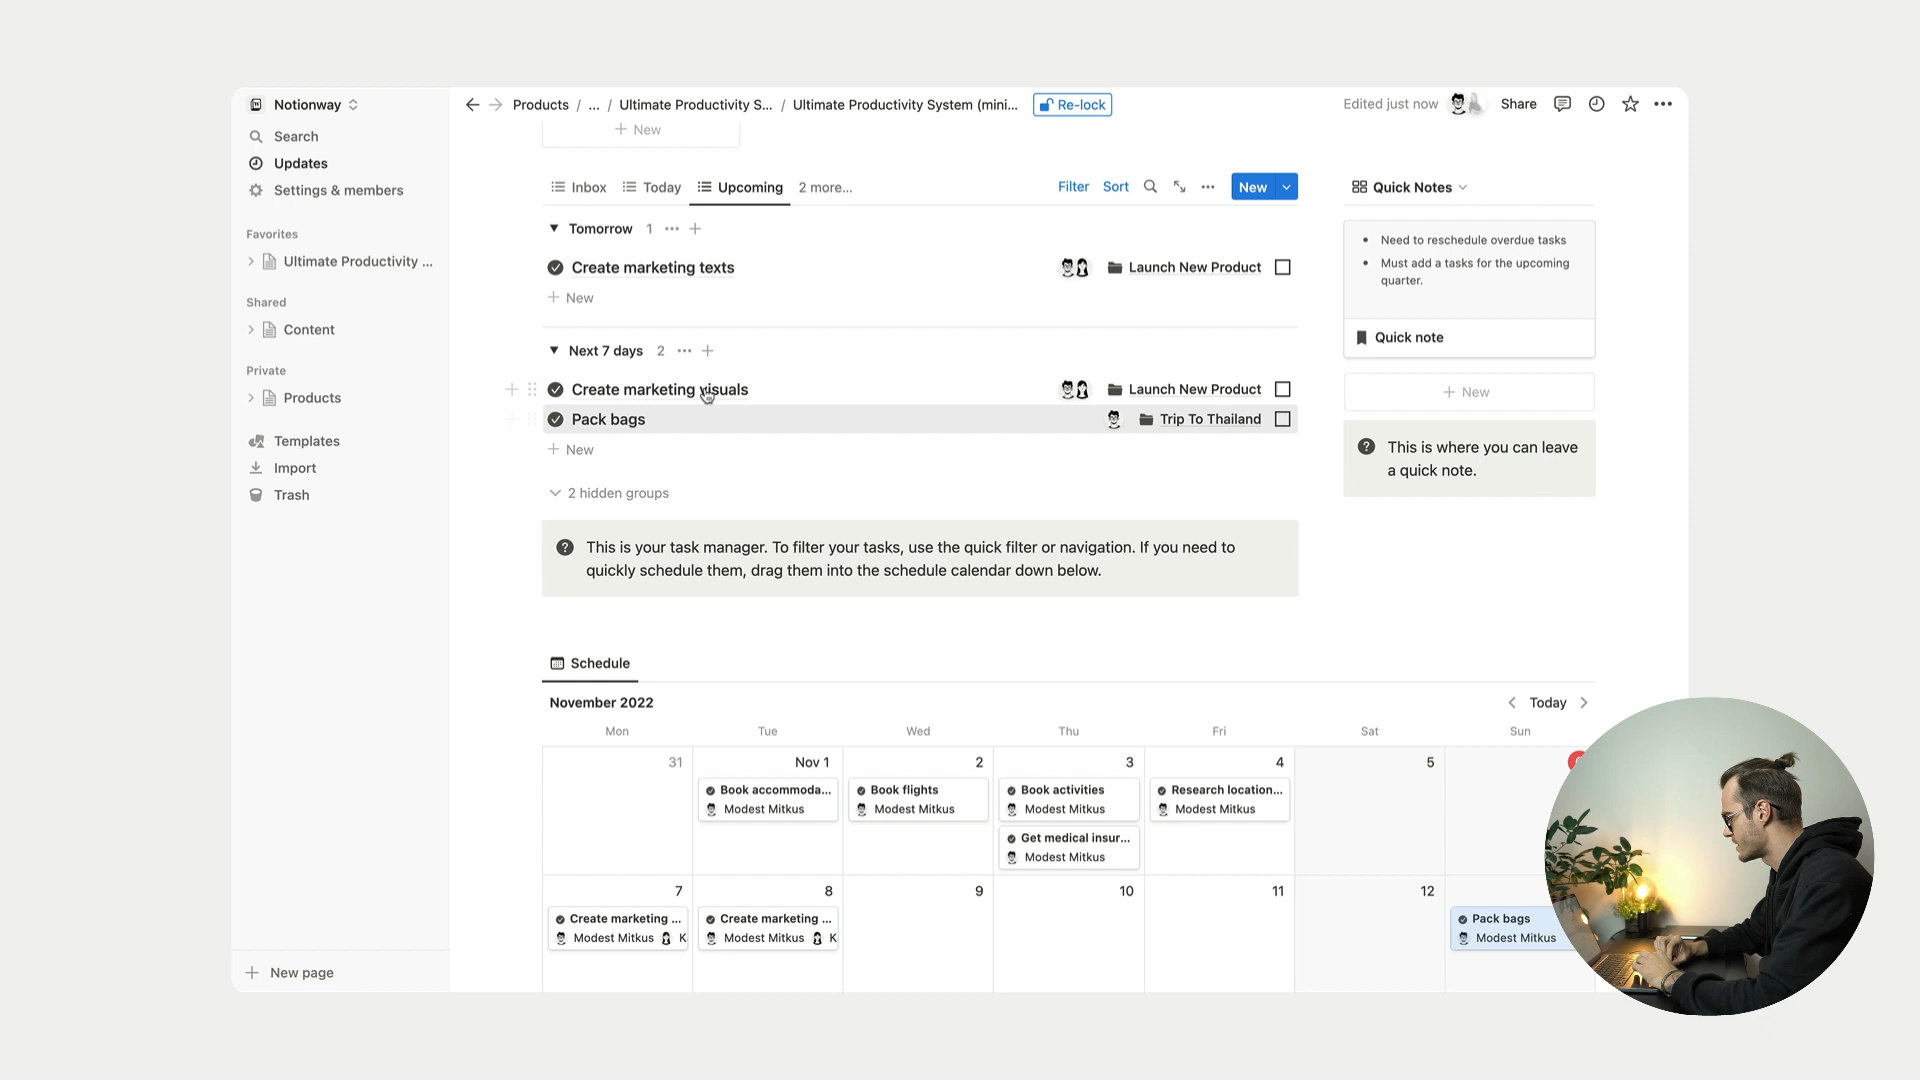 Notionway
Search
Updates
Settings & members
Favorites
Ultimate Productivity ...
Shared
Content
Private
Products
Templates
Import
Trash
New page
Products / ... / Ultimate Productivity S... / Ultimate Productivity System (mini... Re-lock
Edited just now Share
+ New
Inbox Today Upcoming 2 more...
Filter Sort New
Tomorrow 1
Create marketing texts Launch New Product
+ New
Next 7 days 2
Create marketing visuals Launch New Product
Pack bags Trip To Thailand
+ New
2 hidden groups
This is your task manager. To filter your tasks, use the quick filter or navigation. If you need to
quickly schedule them, drag them into the schedule calendar down below.
Quick Notes
• Need to reschedule overdue tasks
• Must add a tasks for the upcoming
quarter.
Quick note
+ New
This is where you can leave
a quick note.
Schedule
November 2022 Today
Mon Tue Wed Thu Fri Sat Sun
31 Nov 1 2 3 4 5
Book accommoda... Book flights Book activities Research location...
Modest Mitkus Modest Mitkus Modest Mitkus Modest Mitkus
Get medical insur...
Modest Mitkus
7 8 9 10 11 12
Create marketing ... Create marketing ... Pack bags
Modest Mitkus K Modest Mitkus K Modest Mitkus